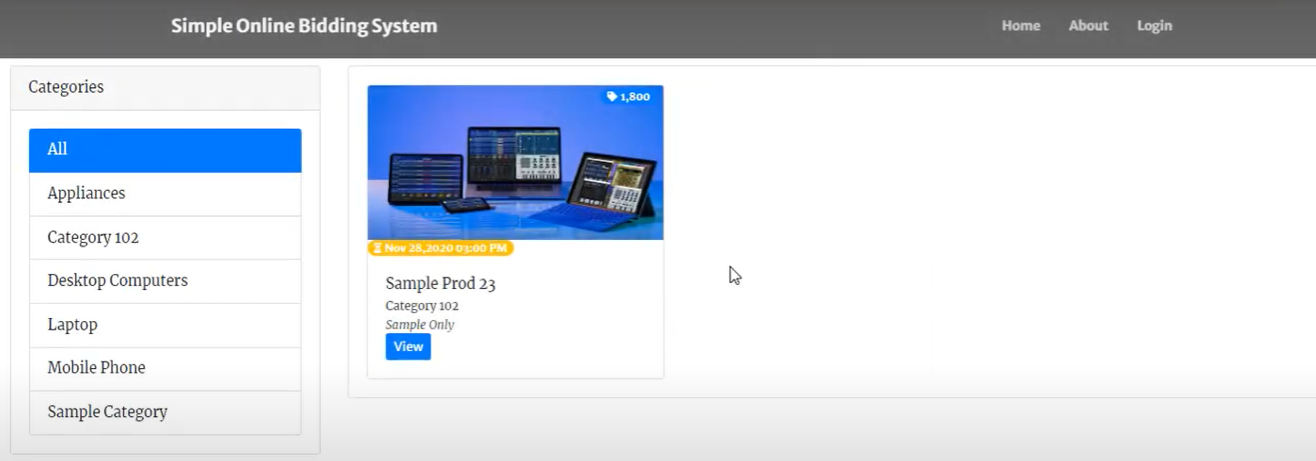 Simple Online Bidding System
Home About Login
Categories
All
Appliances
Category 102
Desktop Computers
Laptop
Mobile Phone
Sample Category
1,800
Nov 28,2020 03:00 PM
Sample Prod 23
Category 102
Sample Only
View